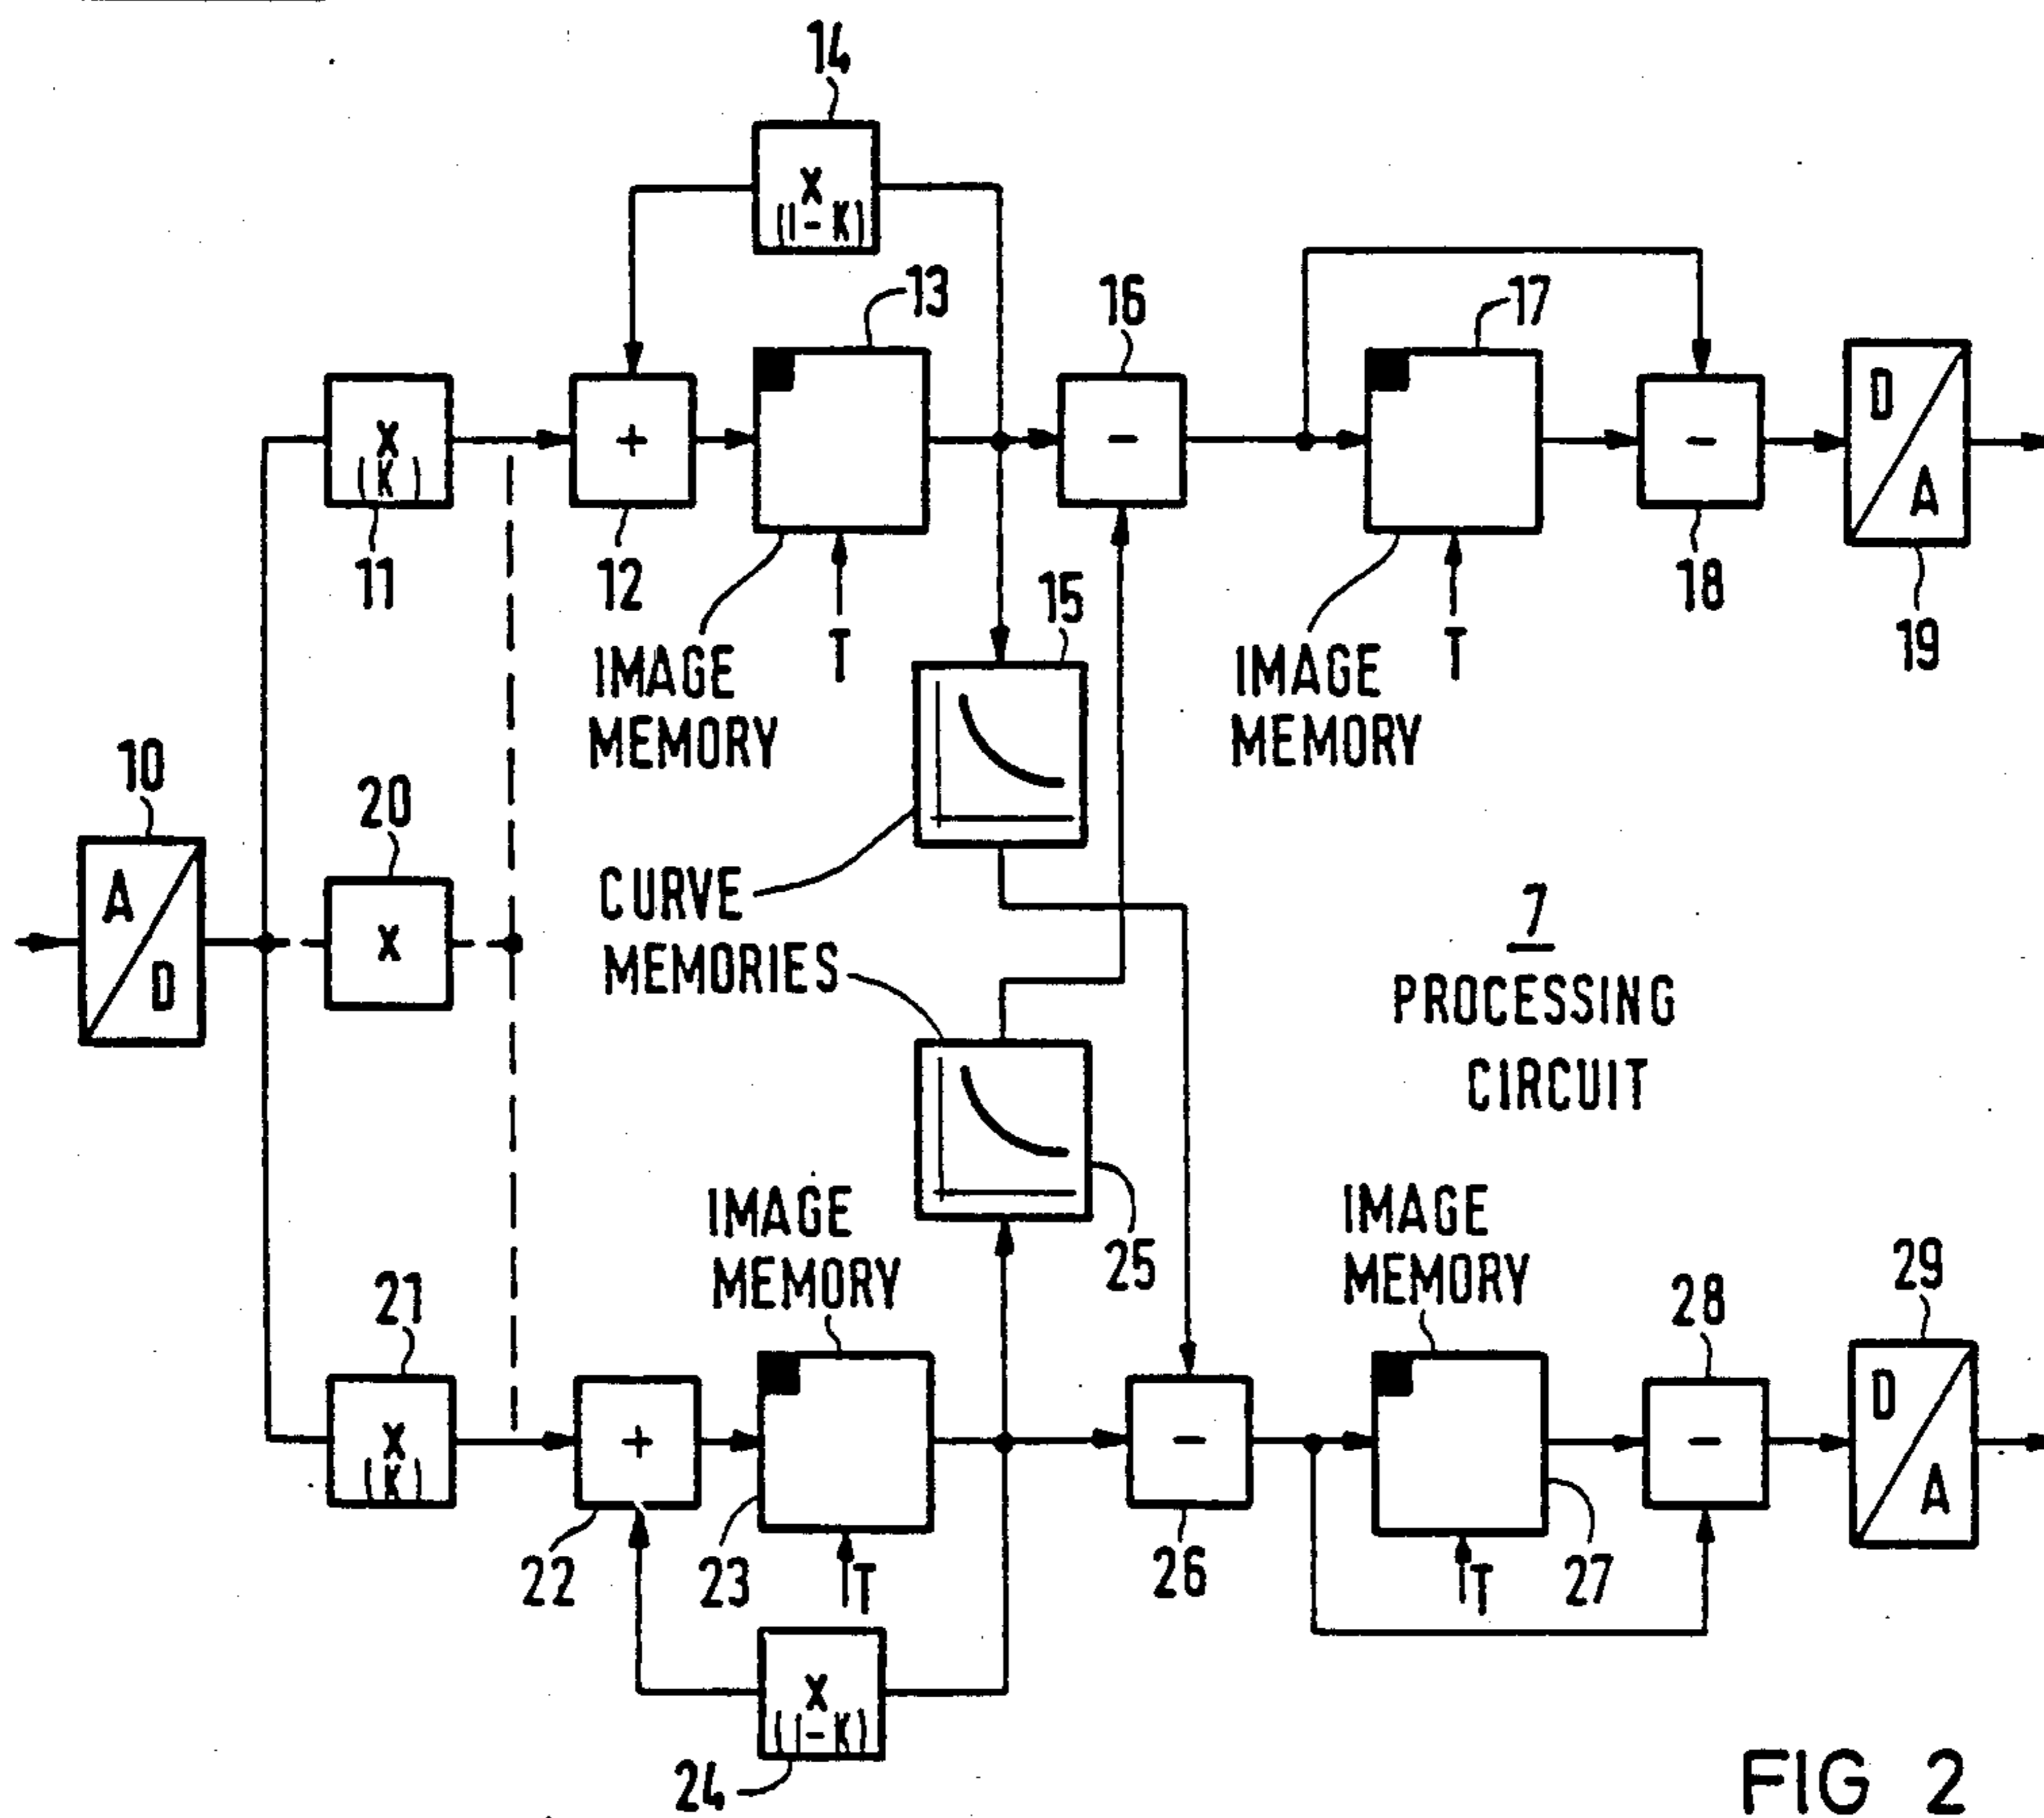 14
X
(1-K)
13
16
17
X
(K)
+
-
-
D
A
11
12
T
IMAGE
MEMORY
15
T
IMAGE
MEMORY
18
19
10
20
A
D
X
CURVE
MEMORIES
7
PROCESSING
CIRCUIT
IMAGE
MEMORY
25
IMAGE
MEMORY
21
28
29
X
(K)
+
-
-
D
A
22
23
T
26
T
27
X
(1-K)
24
FIG 2